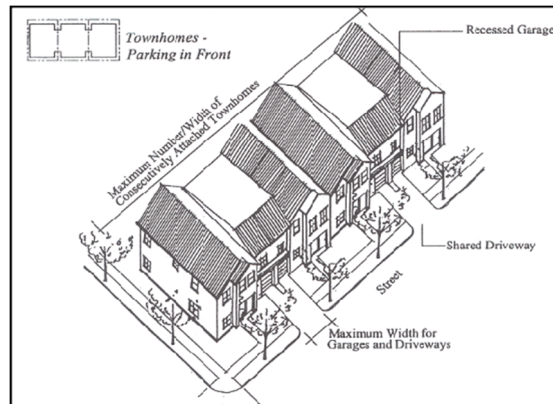 Townhomes -
Parking in Front
Recessed Garage
Maximum Number/Width of
Consecutively Attached Townhomes
Shared Driveway
Street
Maximum Width for
Garages and Driveways